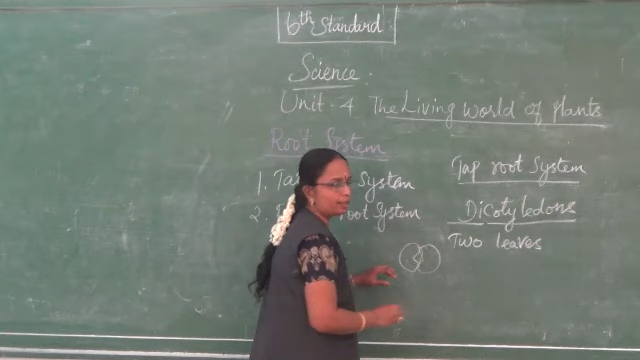 6th Standard
Science.
Unit - 4 The Living world of plants
Root System
1. Ta System
2. Root System
Tap root System
Dicotyledons
Two leaves